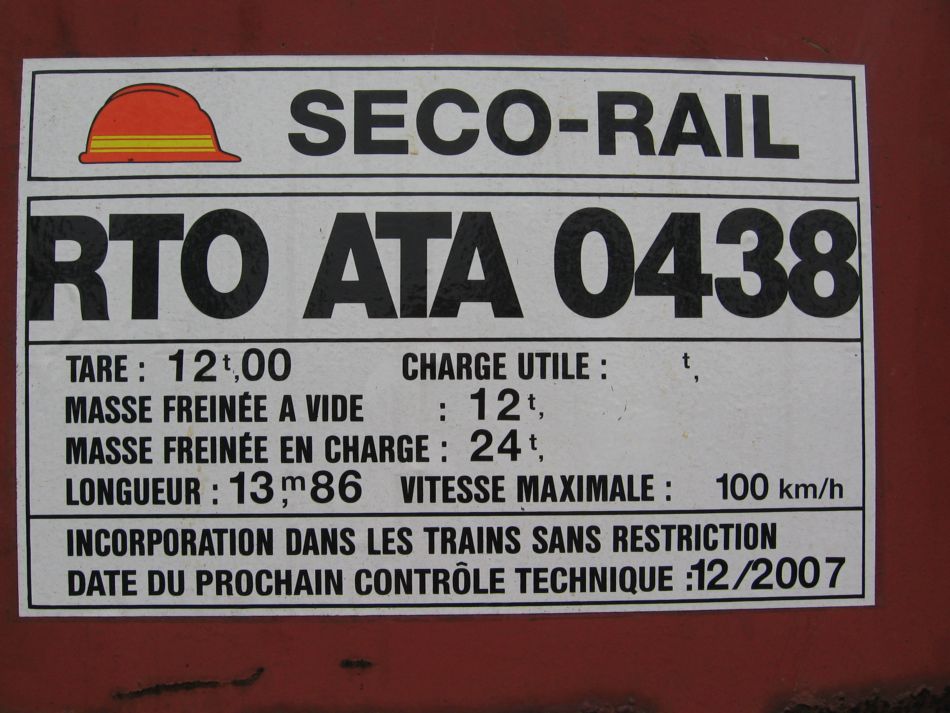 SECO-RAIL
RTO ATA 0438
TARE : 12t,00 CHARGE UTILE : t,
MASSE FREINÉE A VIDE : 12t,
MASSE FREINÉE EN CHARGE : 24t,
LONGUEUR : 13,m86 VITESSE MAXIMALE : 100 km/h
INCORPORATION DANS LES TRAINS SANS RESTRICTION
DATE DU PROCHAIN CONTRÔLE TECHNIQUE :12/2007